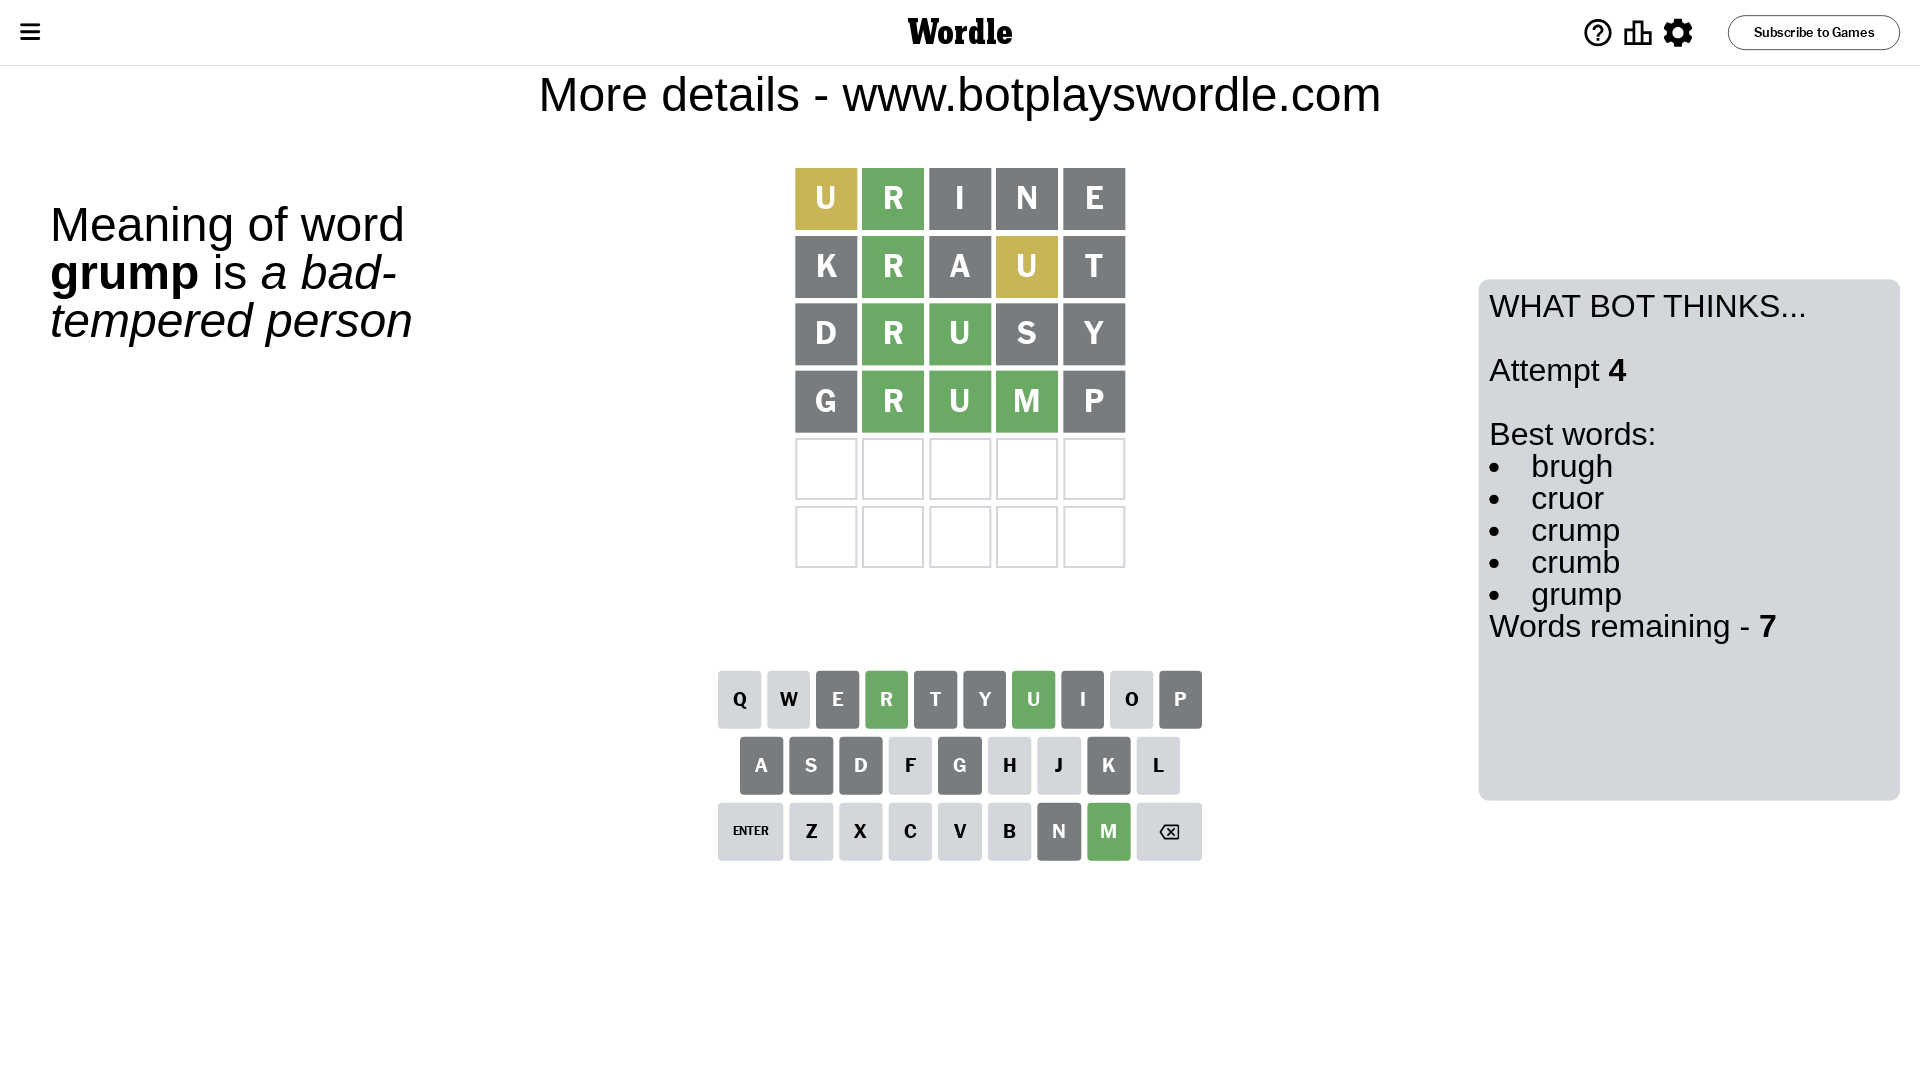 Wordle
Subscribe to Games
More details - www.botplayswordle.com
Meaning of word
grump is a bad-
tempered person
U R I N E
K R A U T
D R U S Y
G R U M P
WHAT BOT THINKS...
Attempt 4
Best words:
• brugh
• cruor
• crump
• crumb
• grump
Words remaining - 7
Q W E R T Y U I O P
A S D F G H J K L
ENTER Z X C V B N M